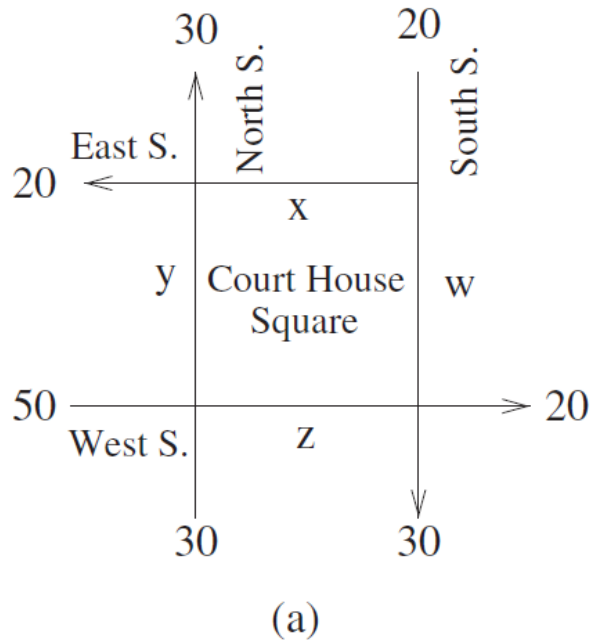 30
20
North S.
South S.
East S.
20
x
y
Court House
Square
w
50
20
West S.
z
30
30
(a)